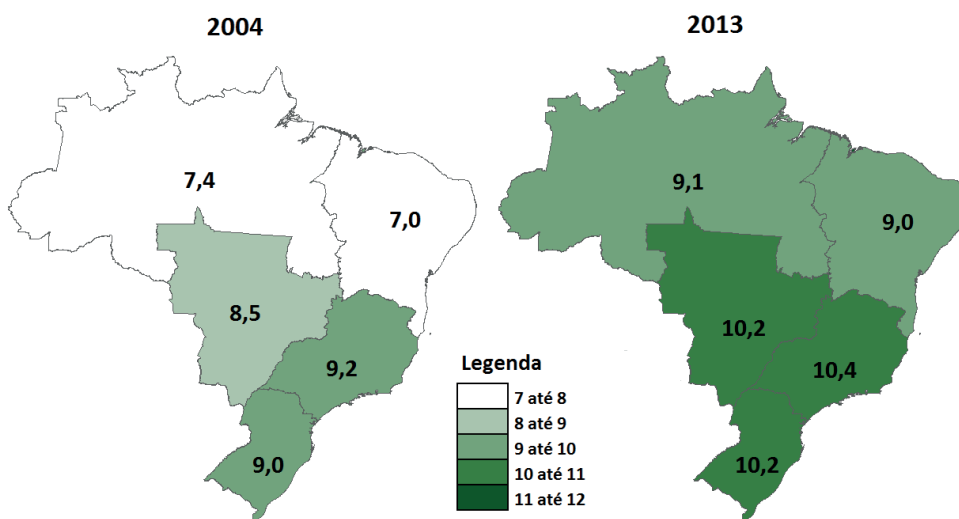 2004
7,4
7,0
8,5
9,2
9,0
2013
9,1
9,0
10,2
10,4
10,2
Legenda
7 até 8
8 até 9
9 até 10
10 até 11
11 até 12